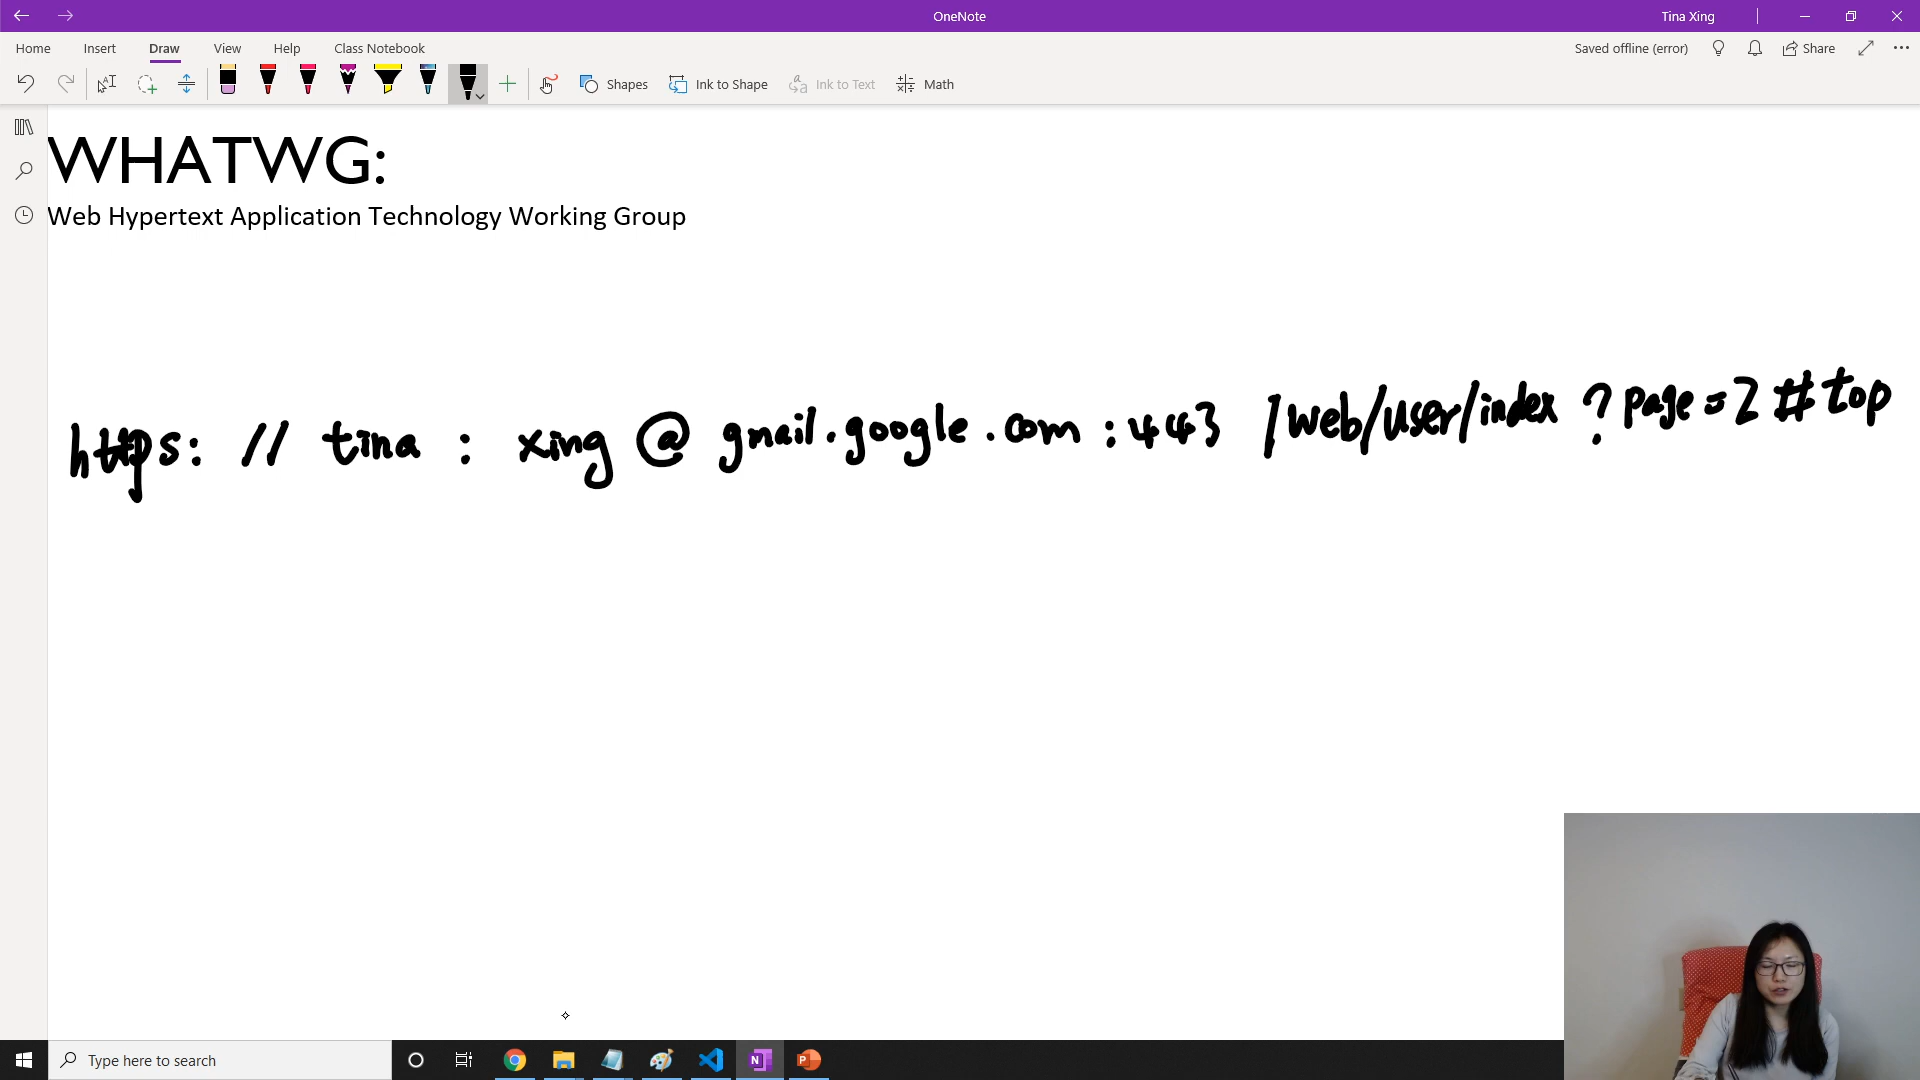 OneNote
Tina Xing
Home Insert Draw View Help Class Notebook
Saved offline (error) Share
Shapes Ink to Shape Ink to Text Math
WHATWG:
Web Hypertext Application Technology Working Group
https: // tina : xing @ gmail.google.com :443 /web/user/index ? page = 2 # top
Type here to search